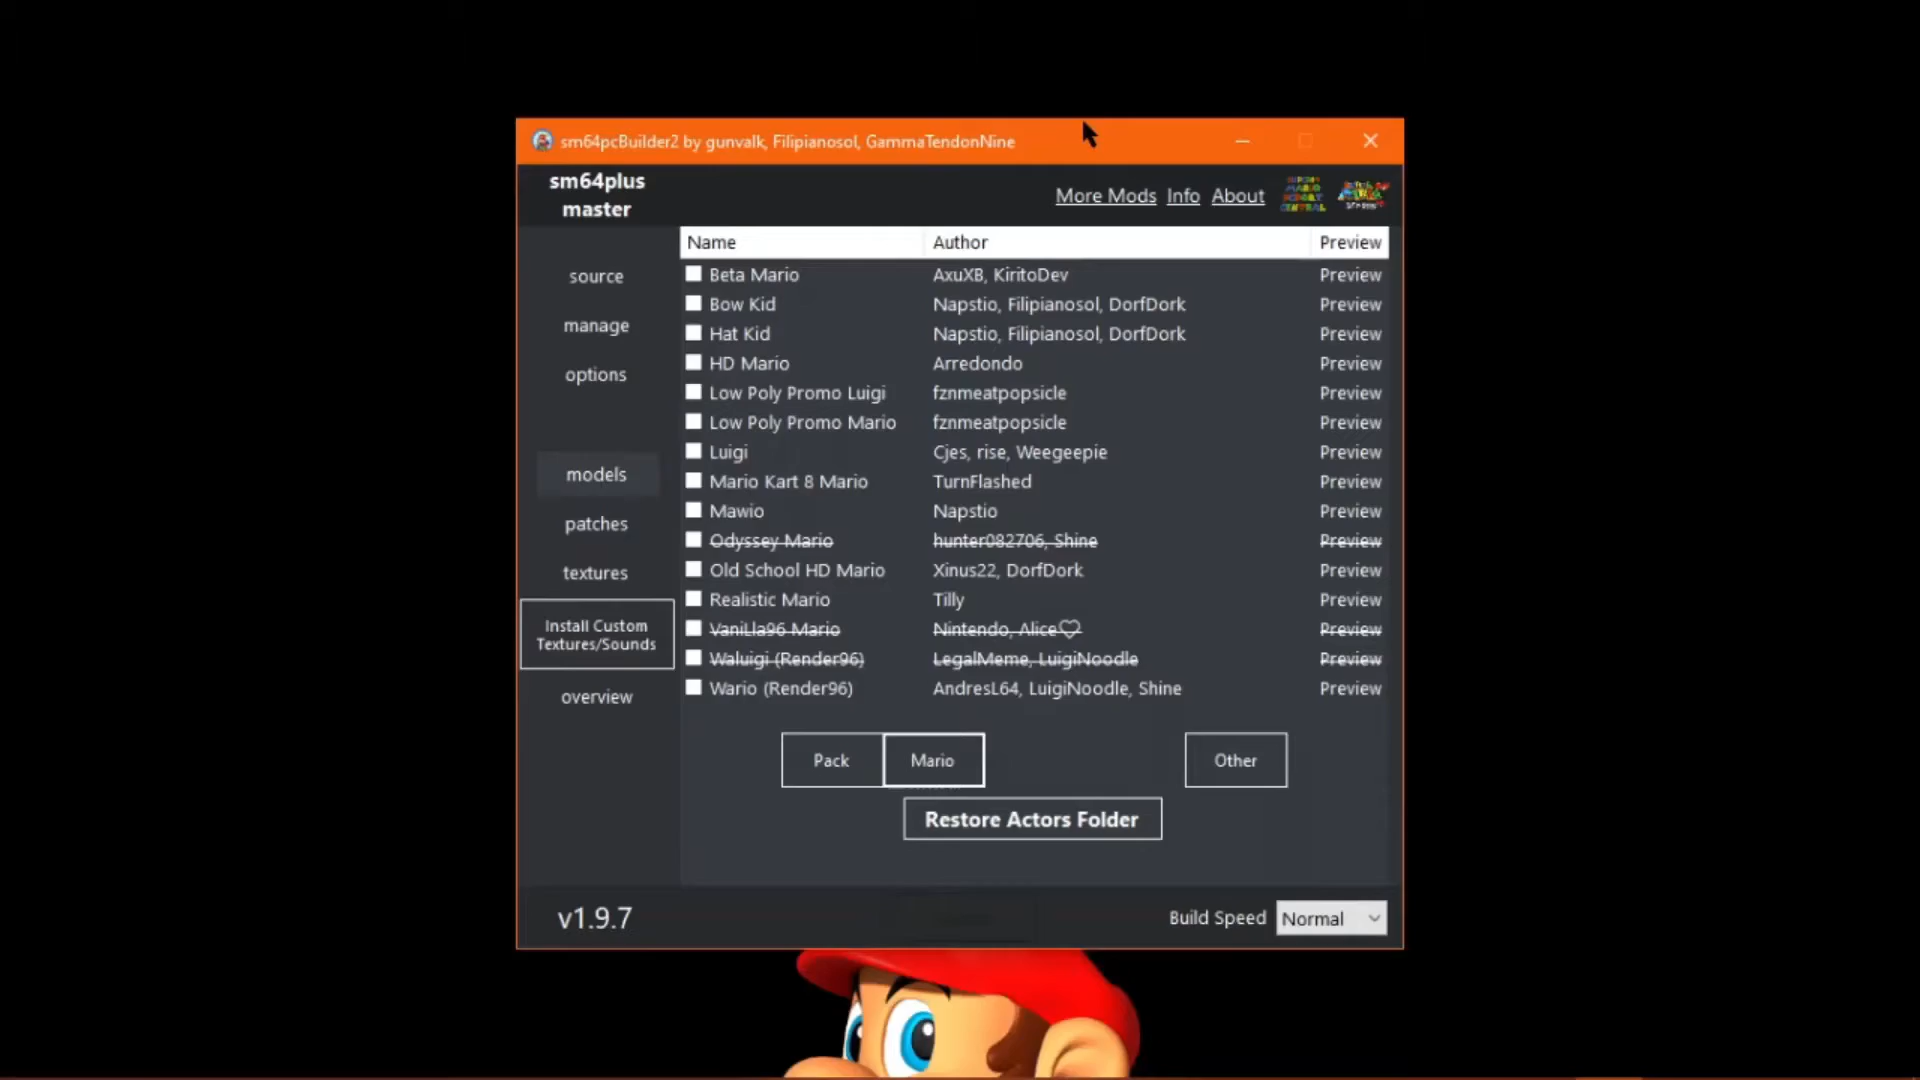 sm64pcBuilder2 by gunvalk, Filipianosol, GammaTendonNine
sm64plus
master
More Mods Info About
source
manage
options
models
patches
textures
Install Custom
Textures/Sounds
overview
Name Author Preview
Beta Mario AxuXB, KiritoDev Preview
Bow Kid Napstio, Filipianosol, DorfDork Preview
Hat Kid Napstio, Filipianosol, DorfDork Preview
HD Mario Arredondo Preview
Low Poly Promo Luigi fznmeatpopsicle Preview
Low Poly Promo Mario fznmeatpopsicle Preview
Luigi Cjes, rise, Weegeepie Preview
Mario Kart 8 Mario TurnFlashed Preview
Mawio Napstio Preview
Odyssey Mario hunter082706, Shine Preview
Old School HD Mario Xinus22, DorfDork Preview
Realistic Mario Tilly Preview
VaniLla96 Mario Nintendo, Alice♡ Preview
Waluigi (Render96) LegalMeme, LuigiNoodle Preview
Wario (Render96) AndresL64, LuigiNoodle, Shine Preview
Pack Mario Other
Restore Actors Folder
v1.9.7
Build Speed Normal